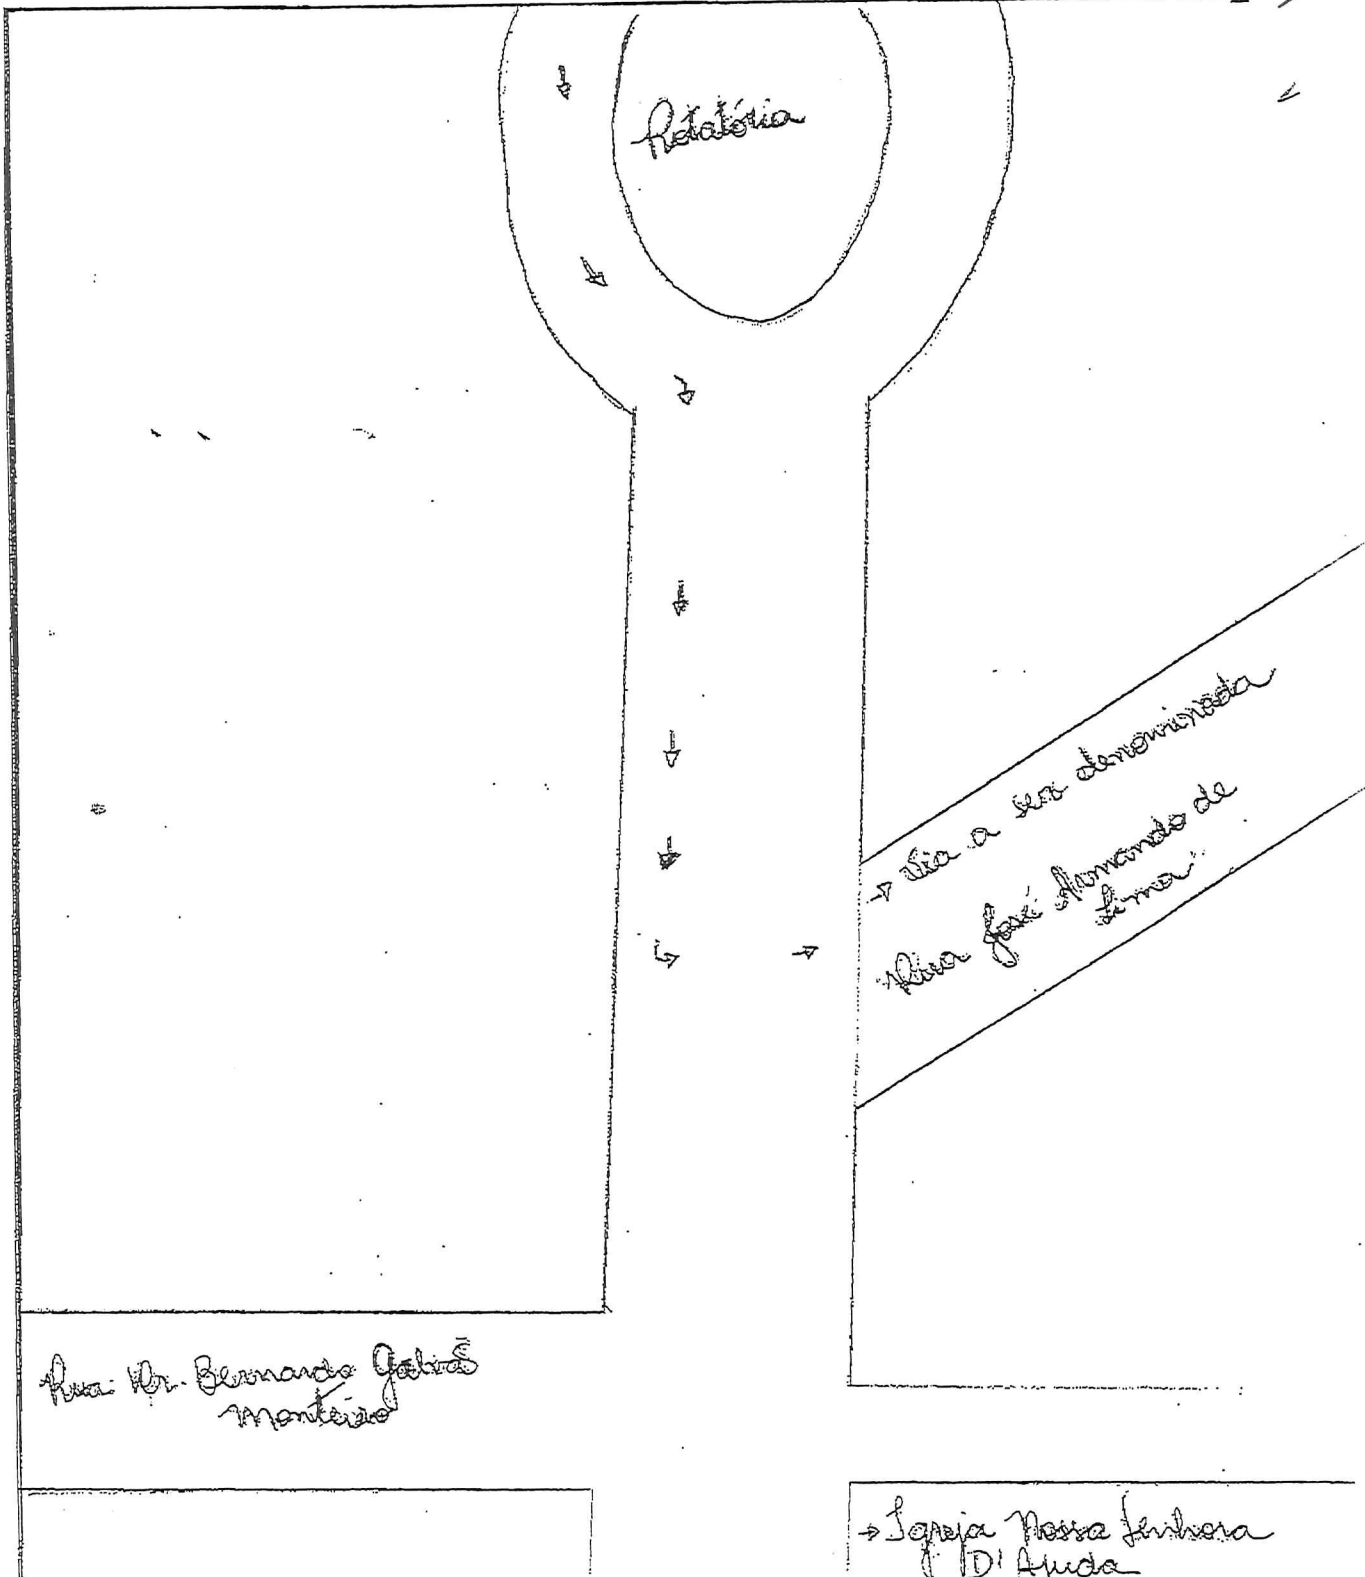 Rotatória
→ Via a ser denominada
"Rua José Armando de
Lima"
Rua: Dr. Bernardo Galvão
Monteiro
→ Igreja Nossa Senhora
D'Ajuda